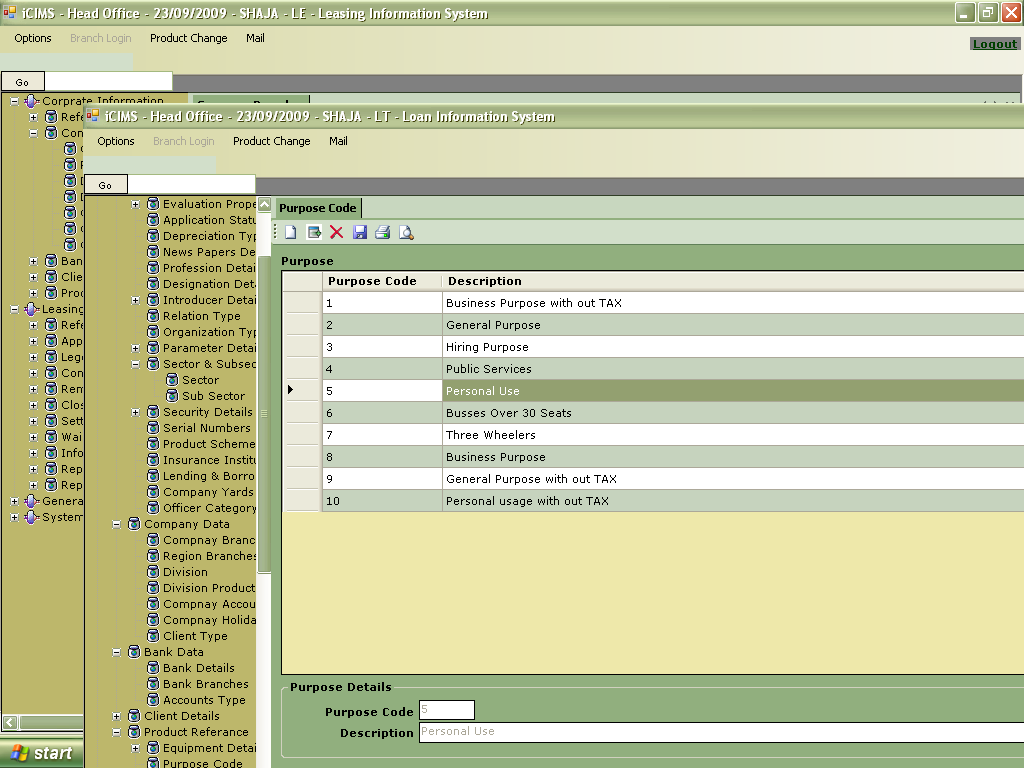 iCIMS - Head Office - 23/09/2009 - SHAJA - LE - Leasing Information System
Options Branch Login Product Change Mail
Logout
Go
Corprate Information
iCIMS - Head Office - 23/09/2009 - SHAJA - LT - Loan Information System
Options Branch Login Product Change Mail
Go
Refe
Con
Ban
Clie
Proc
Leasing
Refe
App
Lega
Con
Rem
Clos
Sett
Wai
Info
Rep
Rep
Genera
System
start
Evaluation Prope
Application Statu
Depreciation Typ
News Papers De
Profession Detai
Designation Det
Introducer Detai
Relation Type
Organization Typ
Parameter Detai
Sector & Subsec
Sector
Sub Sector
Security Details
Serial Numbers
Product Scheme
Insurance Institu
Lending & Borro
Company Yards
Officer Category
Company Data
Compnay Branc
Region Branches
Division
Division Product
Compnay Accou
Compnay Holida
Client Type
Bank Data
Bank Details
Bank Branches
Accounts Type
Client Details
Product Referance
Equipment Detai
Purpose Code
Purpose Code
Purpose
Purpose Code Description
1 Business Purpose with out TAX
2 General Purpose
3 Hiring Purpose
4 Public Services
5 Personal Use
6 Busses Over 30 Seats
7 Three Wheelers
8 Business Purpose
9 General Purpose with out TAX
10 Personal usage with out TAX
Purpose Details
Purpose Code 5
Description Personal Use